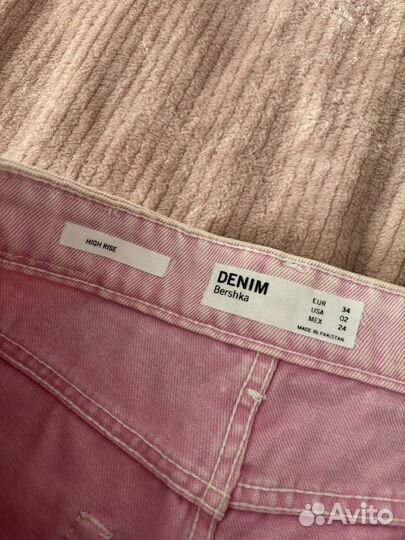 HIGH RISE
DENIM
Bershka
EUR 34
USA 02
MEX 24
MADE IN PAKISTAN
Avito